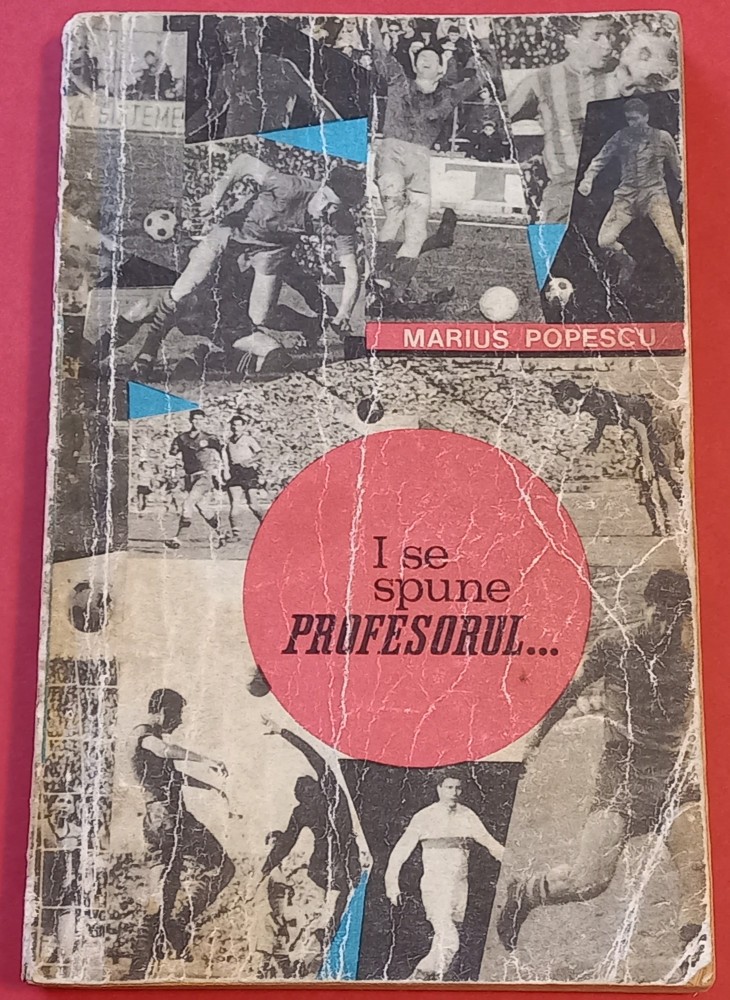 MARIUS POPESCU
I se
spune
PROFESORUL...